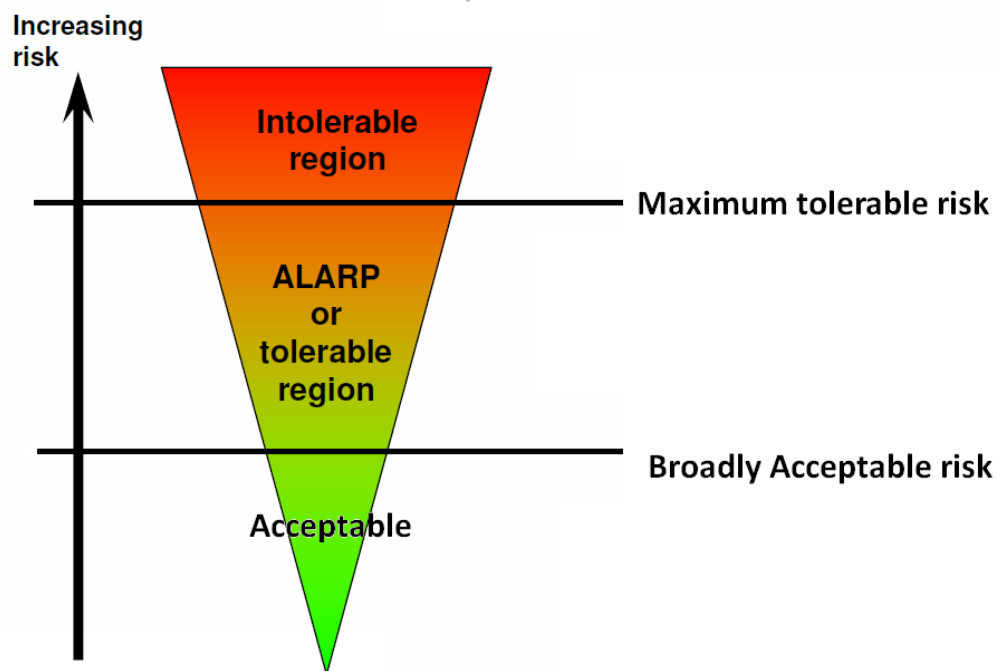 Increasing
risk
Intolerable
region
Maximum tolerable risk
ALARP
or
tolerable
region
Broadly Acceptable risk
Acceptable